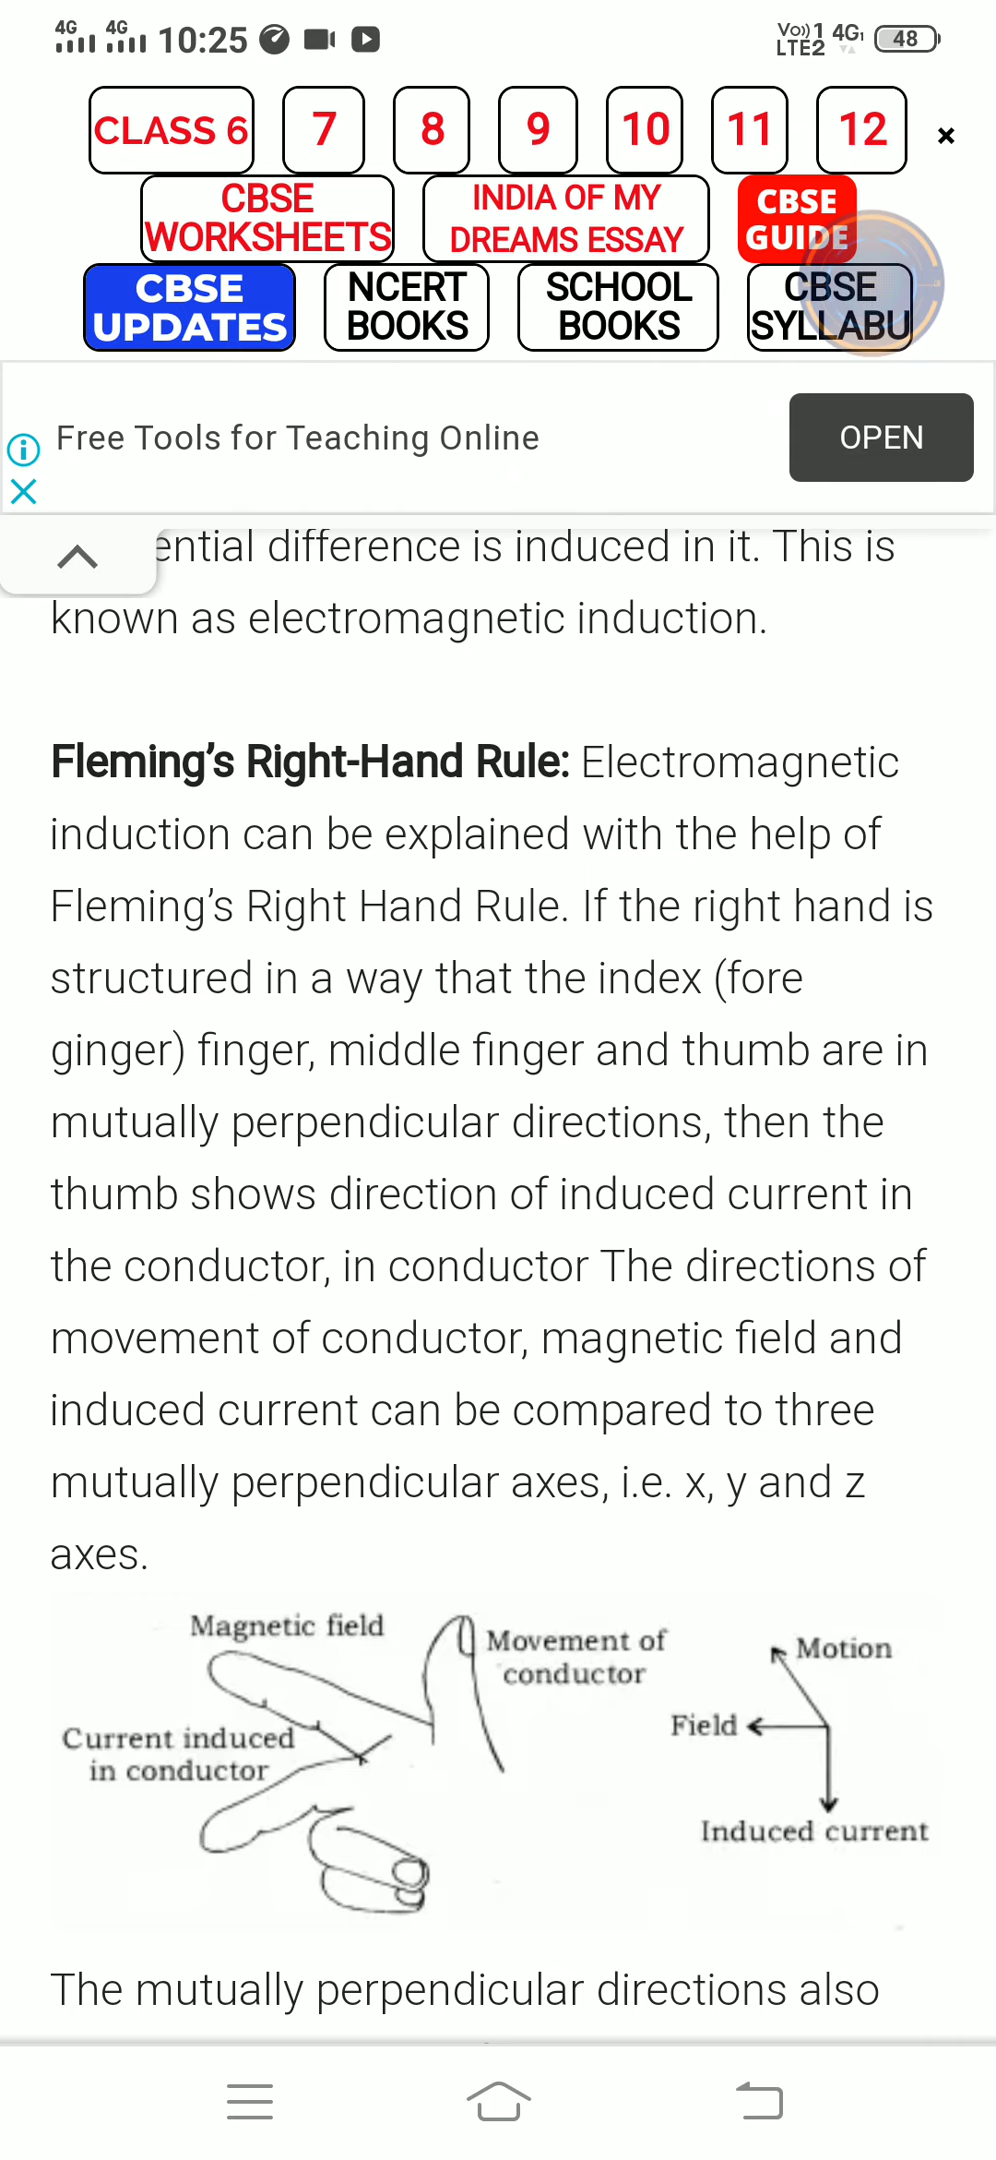 4G 4G 10:25 Vo)) 1 4G
LTE2 48
CLASS 6 7 8 9 10 11 12 ×
CBSE
WORKSHEETS
INDIA OF MY
DREAMS ESSAY
CBSE
GUIDE
CBSE
UPDATES
NCERT
BOOKS
SCHOOL
BOOKS
CBSE
SYLLABU
Free Tools for Teaching Online
OPEN
ential difference is induced in it. This is
known as electromagnetic induction.
Fleming’s Right-Hand Rule: Electromagnetic
induction can be explained with the help of
Fleming’s Right Hand Rule. If the right hand is
structured in a way that the index (fore
ginger) finger, middle finger and thumb are in
mutually perpendicular directions, then the
thumb shows direction of induced current in
the conductor, in conductor The directions of
movement of conductor, magnetic field and
induced current can be compared to three
mutually perpendicular axes, i.e. x, y and z
axes.
Magnetic field
Movement of
conductor
Motion
Field
Current induced
in conductor
Induced current
The mutually perpendicular directions also